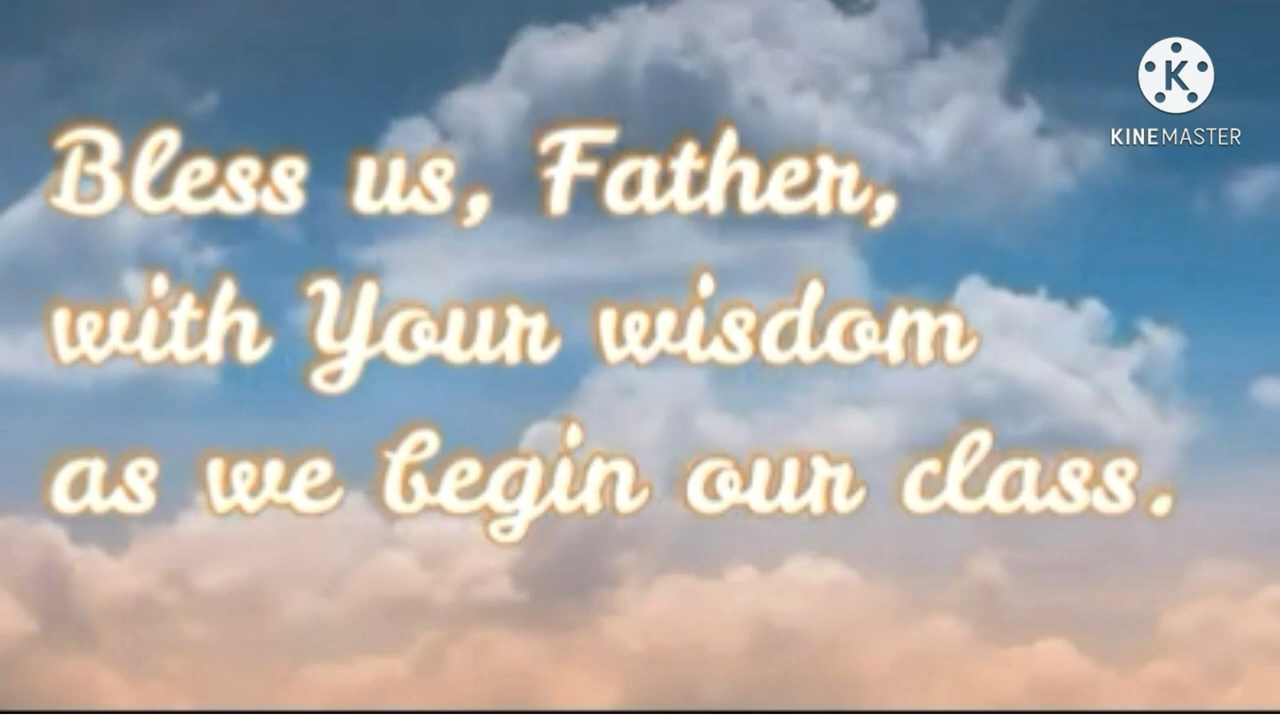 Bless us, Father,
with Your wisdom
as we begin our class.
K
KINEMASTER